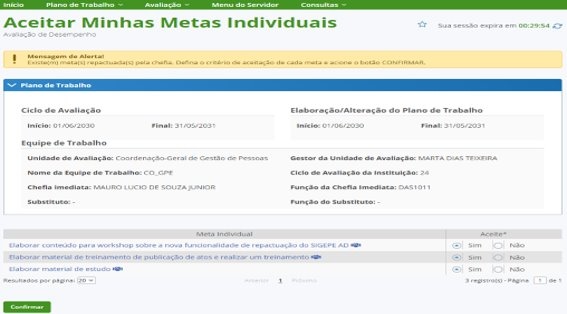 Início Plano de Trabalho Avaliação Menu do Servidor Consultas
Aceitar Minhas Metas Individuais
Avaliação de Desempenho
Sua sessão expira em 00:29:54
Mensagem de Alerta!
Existe(m) meta(s) repactuada(s) pela chefia. Defina o critério de aceitação de cada meta e acione o botão CONFIRMAR.
Plano de Trabalho
Ciclo de Avaliação
Elaboração/Alteração do Plano de Trabalho
Início: 01/06/2030 Final: 31/05/2031
Início: 01/06/2030 Final: 31/05/2031
Equipe de Trabalho
Unidade de Avaliação: Coordenação-Geral de Gestão de Pessoas
Gestor da Unidade de Avaliação: MARTA DIAS TEIXEIRA
Nome da Equipe de Trabalho: CO_GPE
Ciclo de Avaliação da Instituição: 24
Chefia Imediata: MAURO LUCIO DE SOUZA JUNIOR
Função da Chefia Imediata: DAS1011
Substituto: -
Função do Substituto: -
Meta Individual Aceite*
Elaborar conteúdo para workshop sobre a nova funcionalidade de repactuação do SIGEPE AD Sim Não
Elaborar material de treinamento de publicação de atos e realizar um treinamento Sim Não
Elaborar material de estudo Sim Não
Resultados por página: 20 Anterior 1 Próximo 3 registro(s) - Página 1 de 1
Confirmar